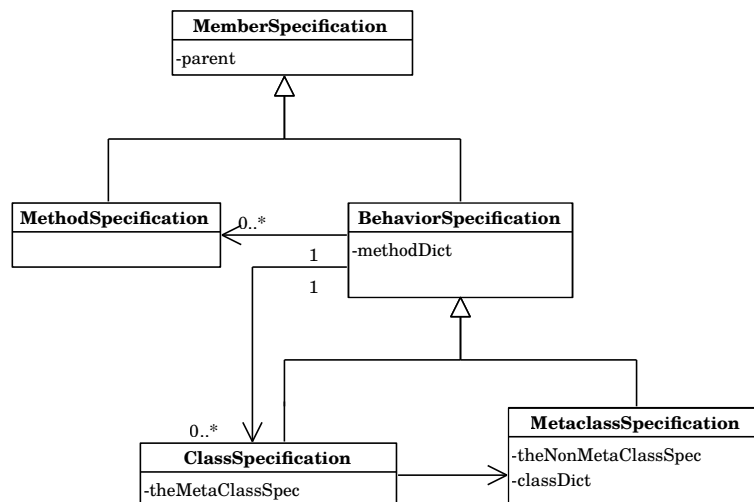 MemberSpecification
-parent
MethodSpecification
0..*
BehaviorSpecification
-methodDict
1
1
0..*
ClassSpecification
-theMetaClassSpec
MetaclassSpecification
-theNonMetaClassSpec
-classDict